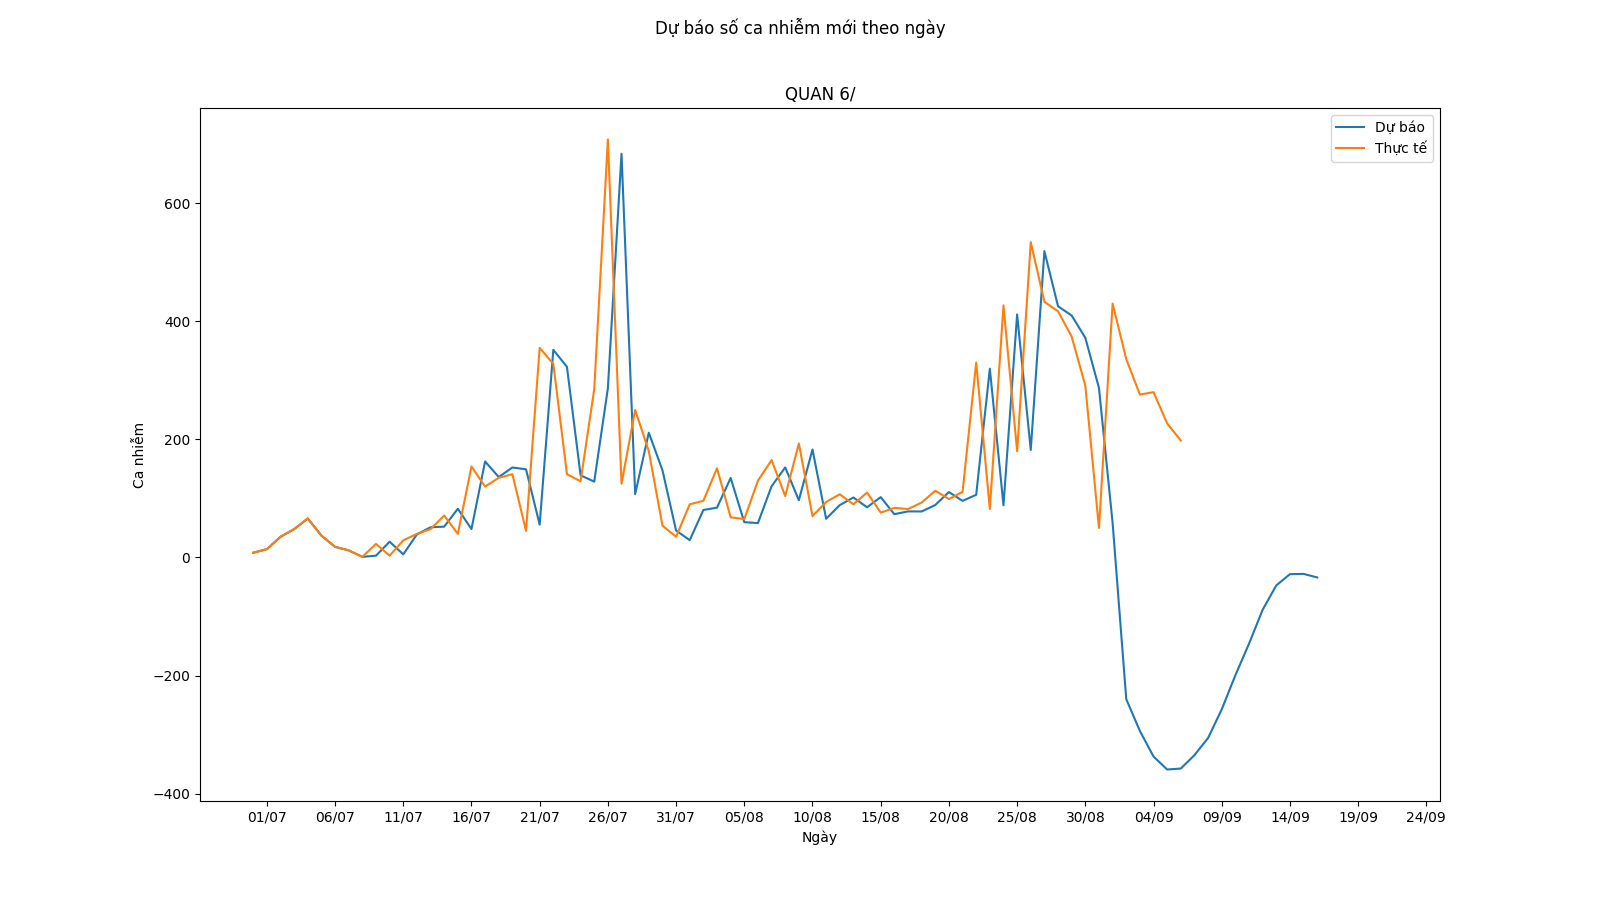 Dự báo số ca nhiễm mới theo ngày
QUAN 6/
Dự báo
Thực tế
Ca nhiễm
600
400
200
0
−200
−400
01/07 06/07 11/07 16/07 21/07 26/07 31/07 05/08 10/08 15/08 20/08 25/08 30/08 04/09 09/09 14/09 19/09 24/09
Ngày